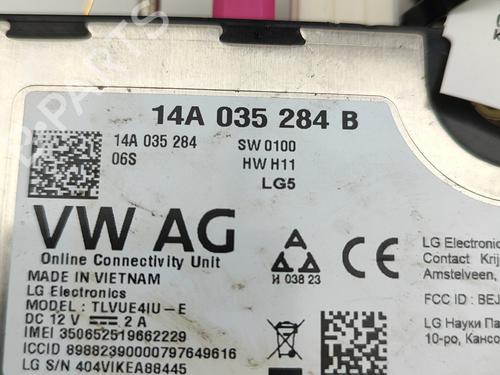 14A 035 284 B
14A 035 284
06S
SW 0100
HW H11
LG5
VW AG
Online Connectivity Unit
MADE IN VIETNAM
LG Electronics
MODEL : TLVUE4IU-E
DC 12 V 2 A
IMEI 350652519662229
ICCID 89882390000797649616
LG S/N 404VIKEA88445
H 038 23
CE
LG Electronic
Contact Krij
Amstelveen,
FCC ID : BEJ
LG Науки Па
10-ро, Кансо
B-PARTS